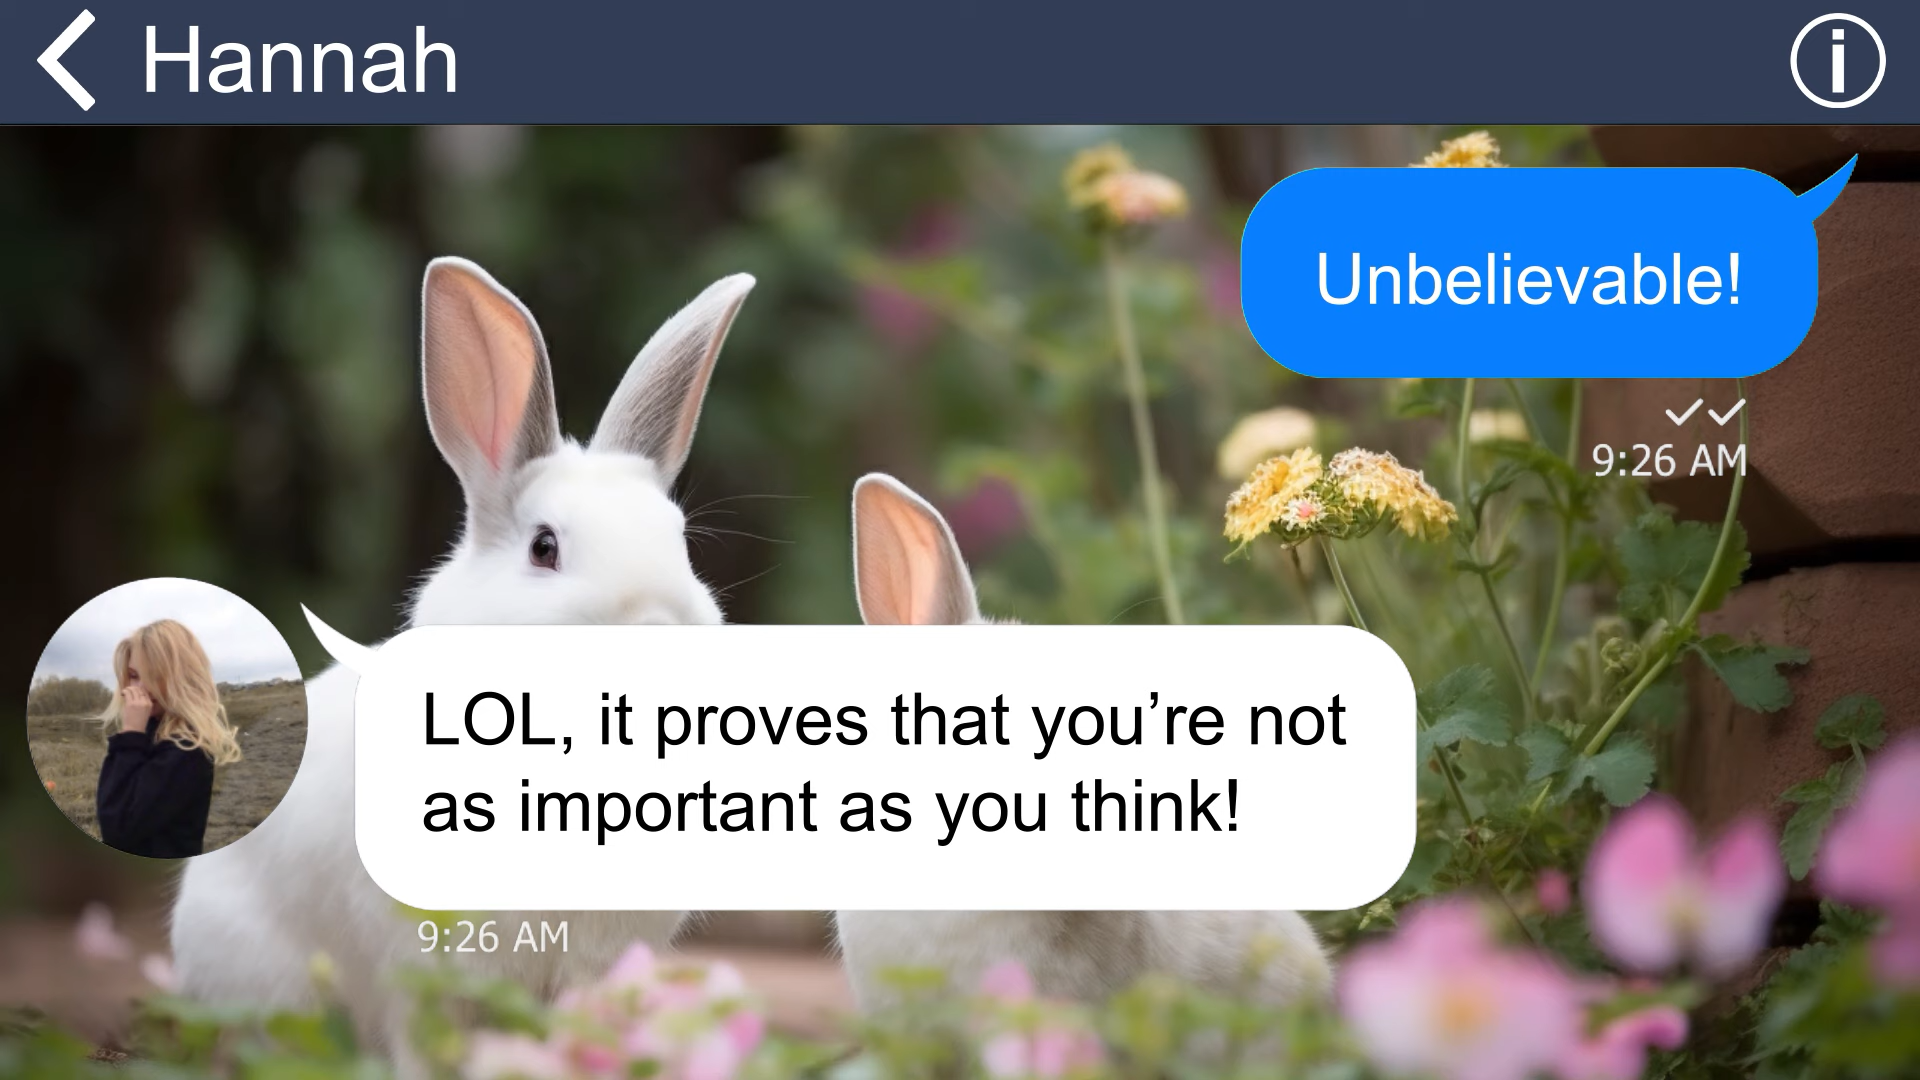 Hannah
Unbelievable!
9:26 AM
LOL, it proves that you’re not
as important as you think!
9:26 AM